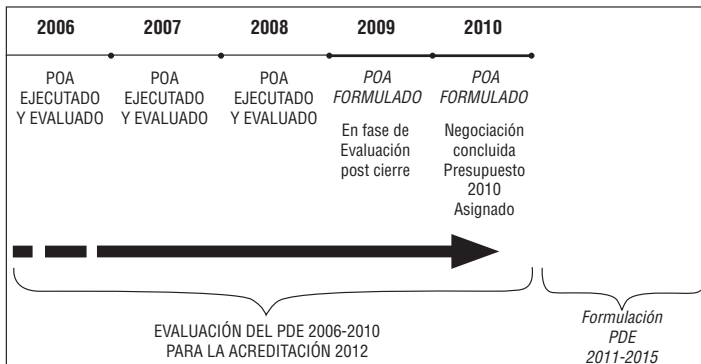 2006 2007 2008 2009 2010
POA
EJECUTADO
Y EVALUADO
POA
EJECUTADO
Y EVALUADO
POA
EJECUTADO
Y EVALUADO
POA
FORMULADO
En fase de
Evaluación
post cierre
POA
FORMULADO
Negociación
concluida
Presupuesto
2010
Asignado
EVALUACIÓN DEL PDE 2006-2010
PARA LA ACREDITACIÓN 2012
Formulación
PDE
2011-2015